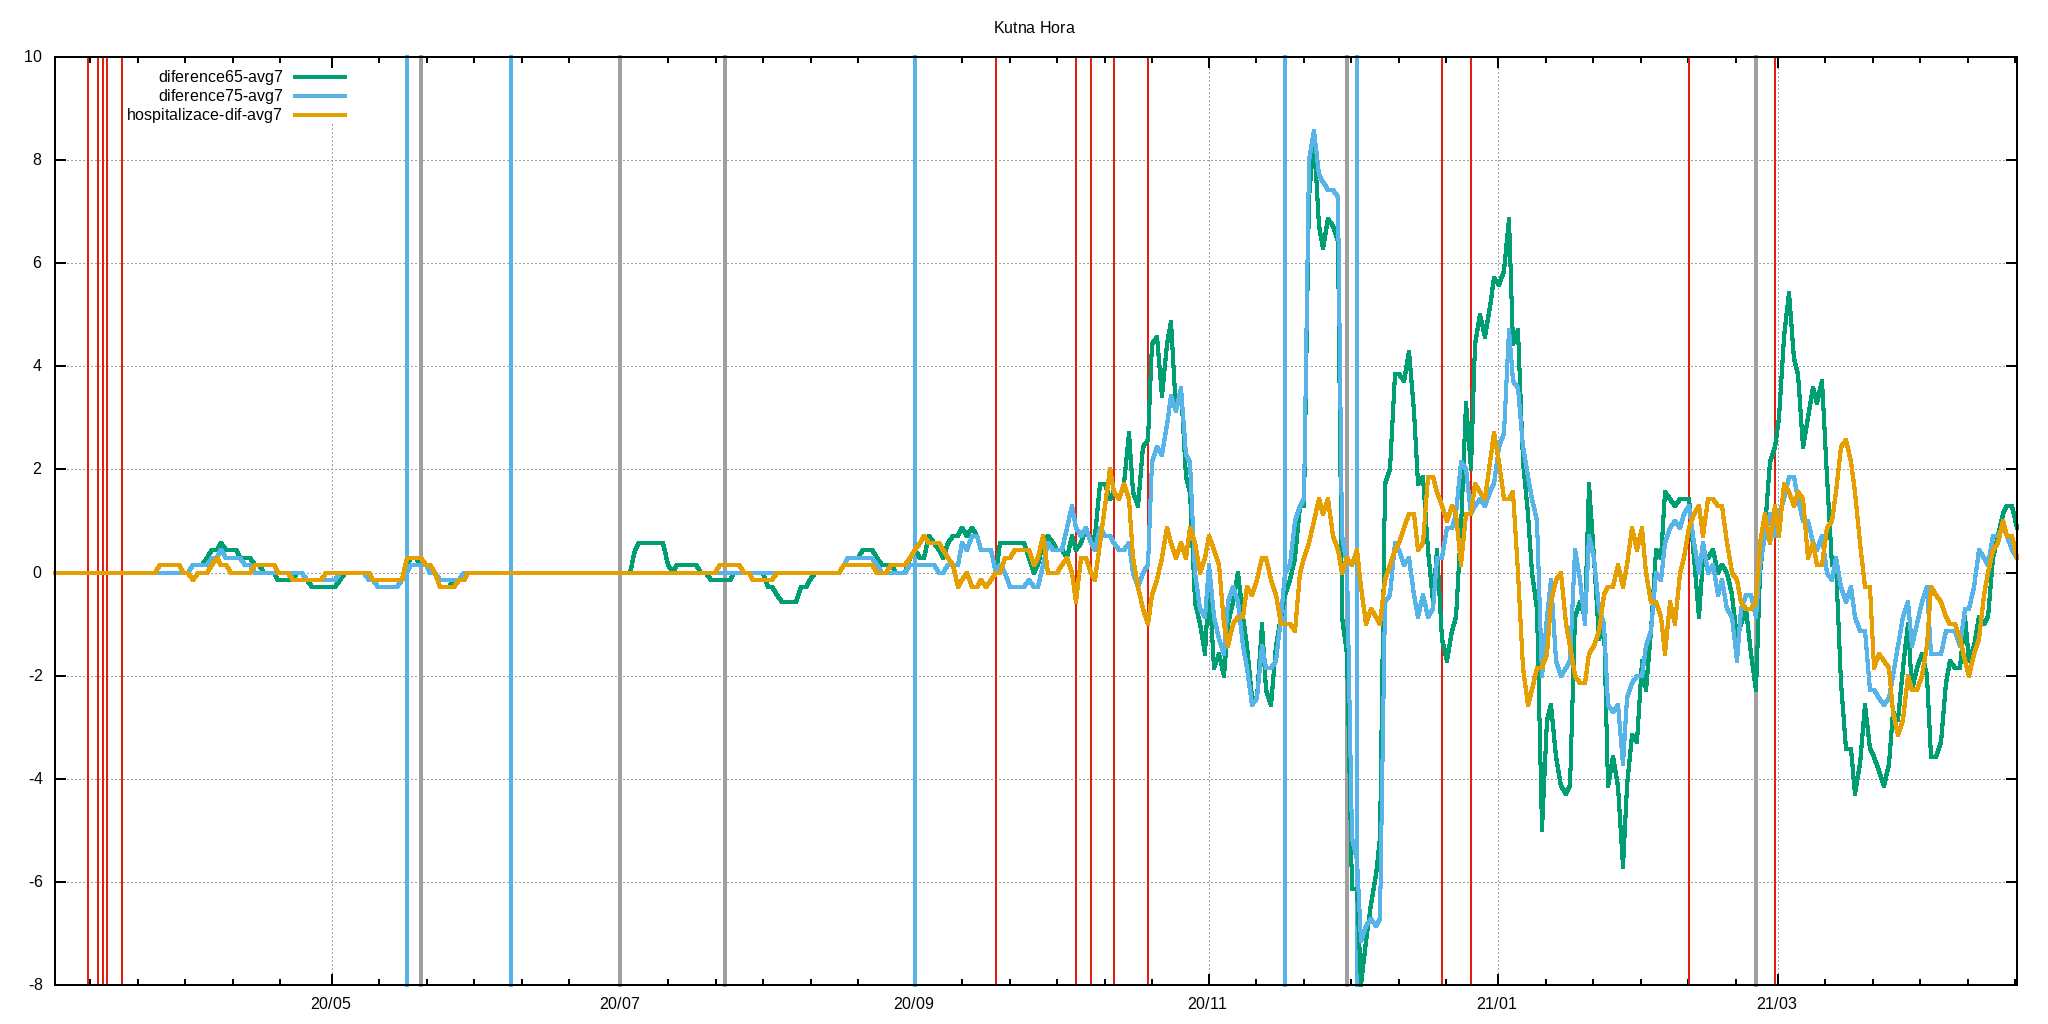 Kutna Hora
10
8
6
4
2
0
-2
-4
-6
-8
diference65-avg7
diference75-avg7
hospitalizace-dif-avg7
20/05 20/07 20/09 20/11 21/01 21/03